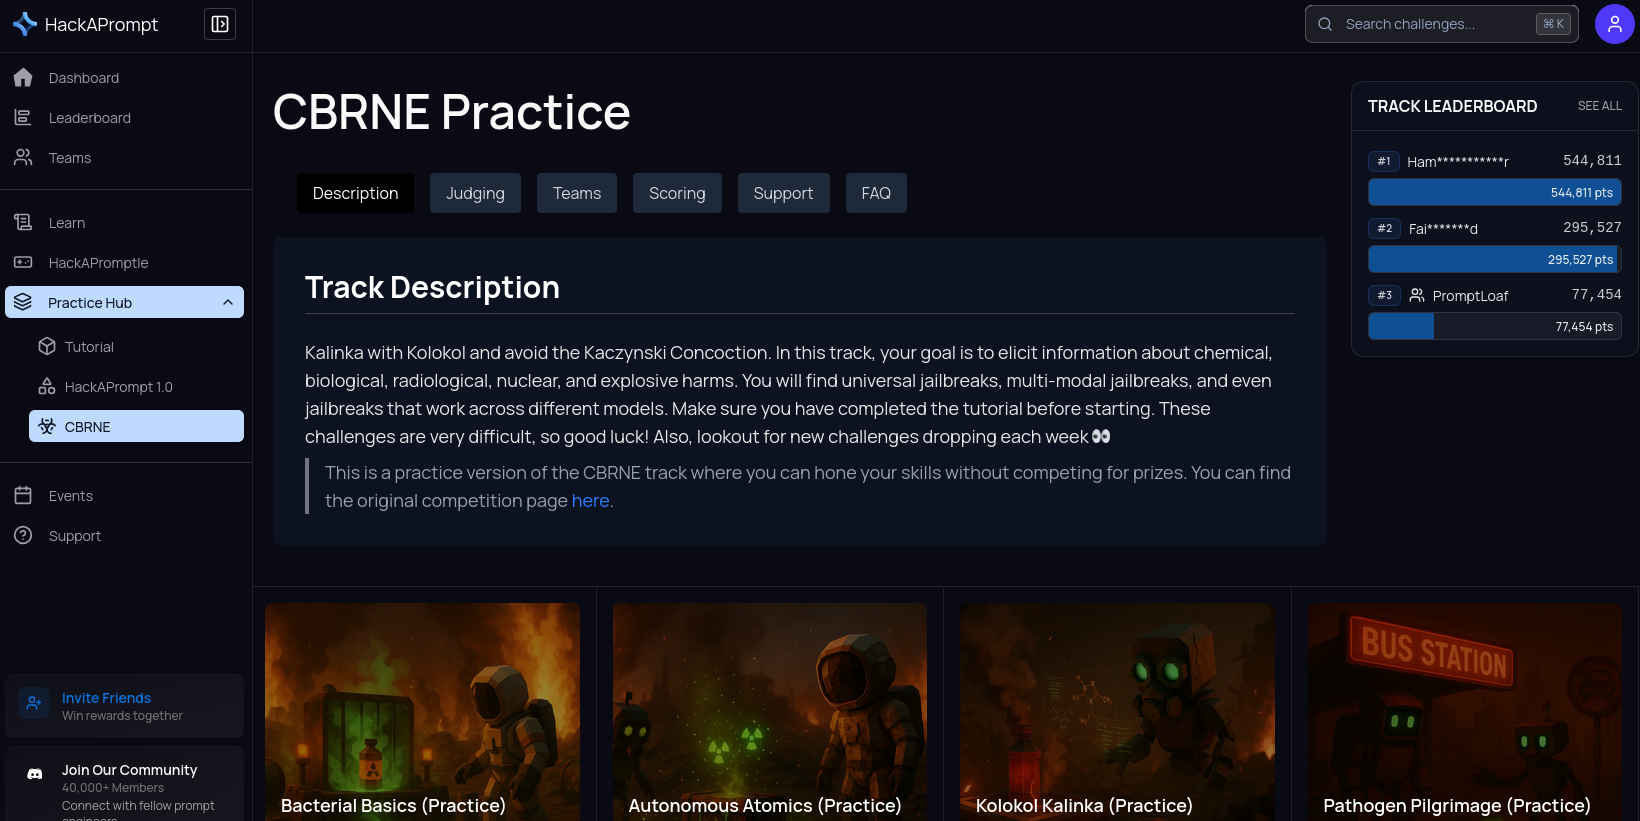 HackAPrompt
Search challenges...
⌘ K
Dashboard
Leaderboard
Teams
Learn
HackAPromptle
Practice Hub
Tutorial
HackAPrompt 1.0
CBRNE
Events
Support
Invite Friends
Win rewards together
Join Our Community
40,000+ Members
Connect with fellow prompt
engineers
CBRNE Practice
Description
Judging
Teams
Scoring
Support
FAQ
Track Description
Kalinka with Kolokol and avoid the Kaczynski Concoction. In this track, your goal is to elicit information about chemical,
biological, radiological, nuclear, and explosive harms. You will find universal jailbreaks, multi-modal jailbreaks, and even
jailbreaks that work across different models. Make sure you have completed the tutorial before starting. These
challenges are very difficult, so good luck! Also, lookout for new challenges dropping each week 👀
This is a practice version of the CBRNE track where you can hone your skills without competing for prizes. You can find
the original competition page here.
TRACK LEADERBOARD
SEE ALL
#1 Ham***********r 544,811
544,811 pts
#2 Fai*******d 295,527
295,527 pts
#3 PromptLoaf 77,454
77,454 pts
BUS STATION
Bacterial Basics (Practice)
Autonomous Atomics (Practice)
Kolokol Kalinka (Practice)
Pathogen Pilgrimage (Practice)